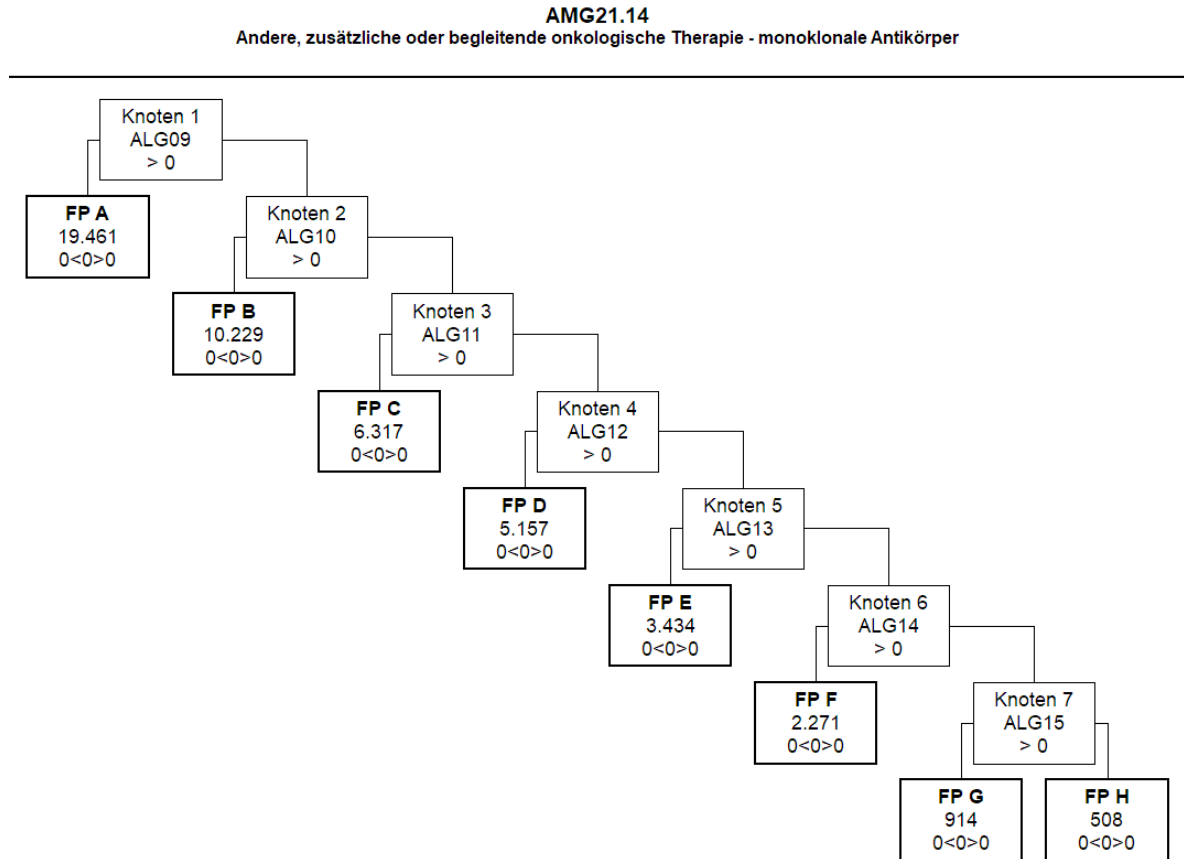 AMG21.14
Andere, zusätzliche oder begleitende onkologische Therapie - monoklonale Antikörper
Knoten 1
ALG09
> 0
FP A
19.461
0<0>0
Knoten 2
ALG10
> 0
FP B
10.229
0<0>0
Knoten 3
ALG11
> 0
FP C
6.317
0<0>0
Knoten 4
ALG12
> 0
FP D
5.157
0<0>0
Knoten 5
ALG13
> 0
FP E
3.434
0<0>0
Knoten 6
ALG14
> 0
FP F
2.271
0<0>0
Knoten 7
ALG15
> 0
FP G
914
0<0>0
FP H
508
0<0>0